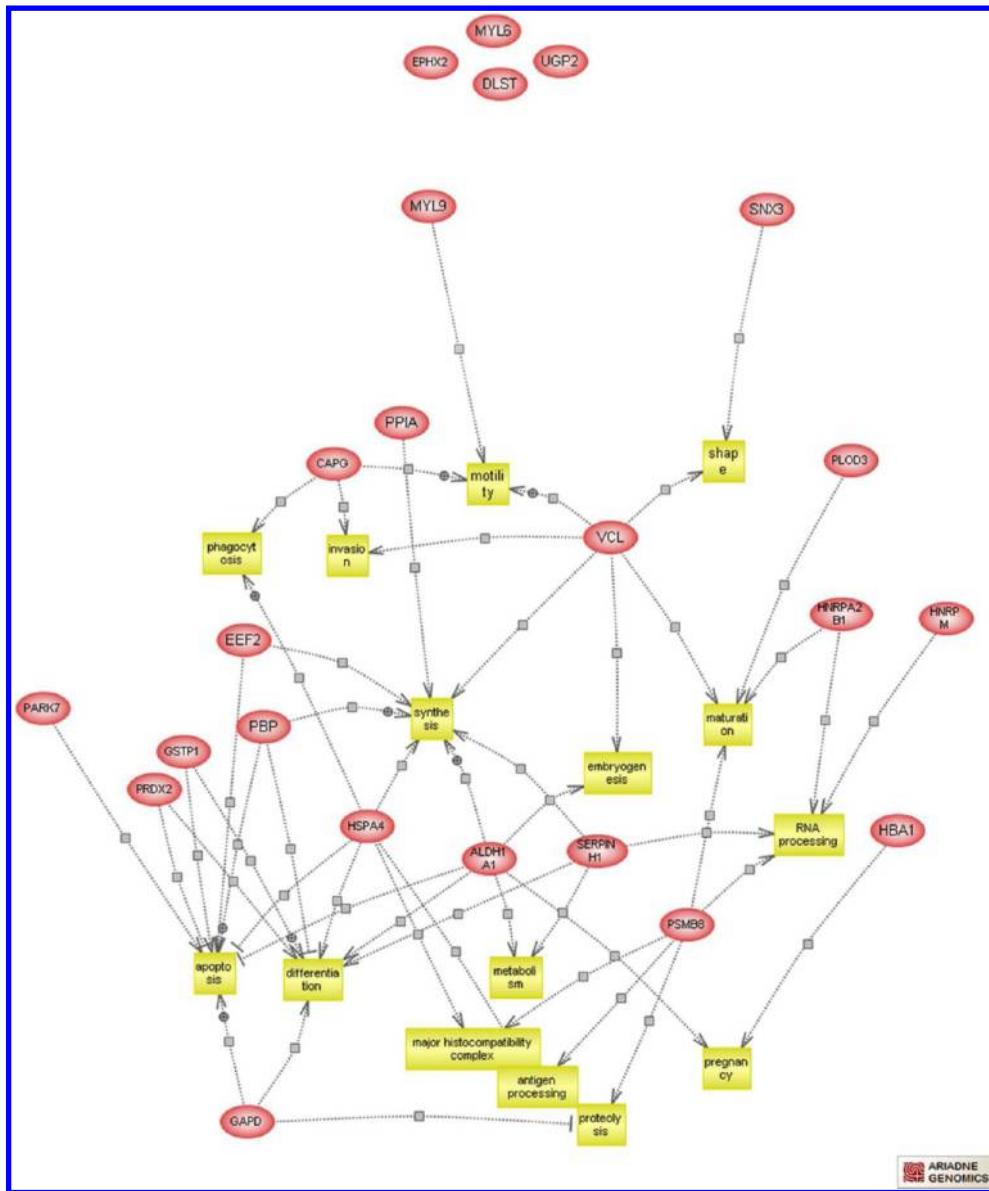 MYL6
EPHX2
UGP2
DLST
MYL9
SNX3
PPIA
CAPG
motili
ty
shap
e
PLOD3
phagocyt
osis
invasio
n
VCL
HNRPA2
B1
HNRP
M
EEF2
PARK7
PBP
synthe
sis
maturati
on
GSTP1
PRDX2
embryogen
esis
HSPA4
ALDH1
A1
SERPIN
H1
RNA
processing
HBA1
PSMB8
apopto
sis
differentia
tion
metaboli
sm
major histocompatibility
complex
antigen
processing
pregnan
cy
GAPD
proteoly
sis
ARIADNE
GENOMICS